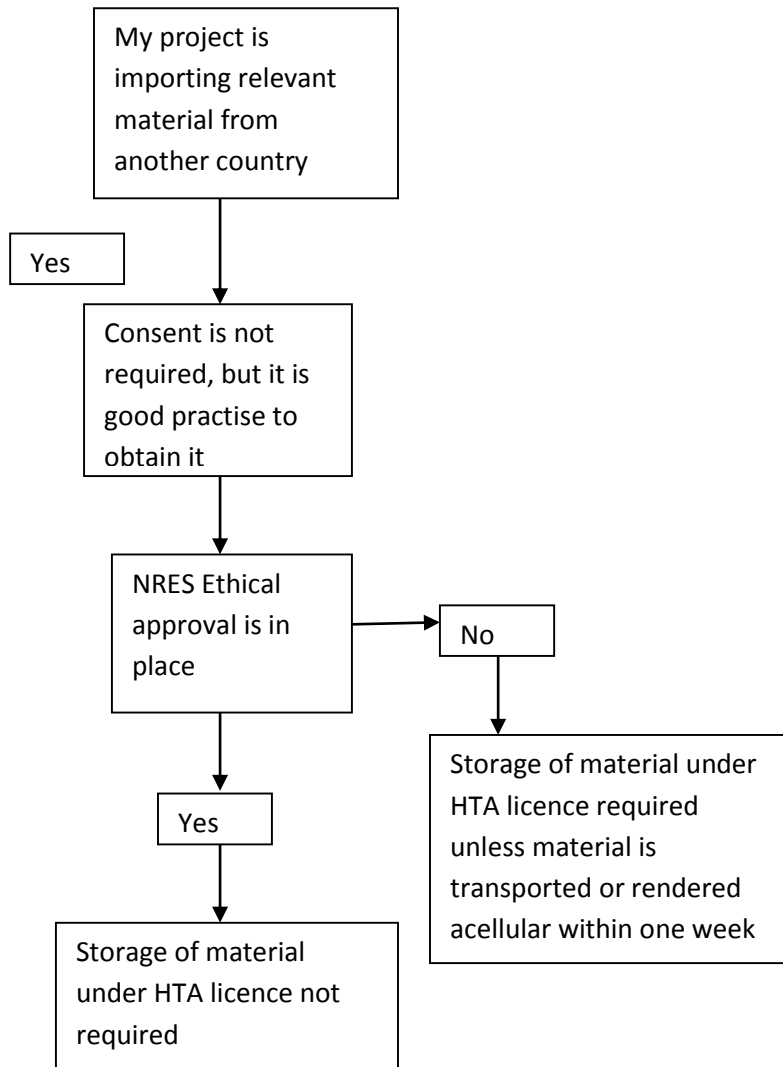 My project is
importing relevant
material from
another country
Yes
Consent is not
required, but it is
good practise to
obtain it
NRES Ethical
approval is in
place
No
Yes
Storage of material under
HTA licence required
unless material is
transported or rendered
acellular within one week
Storage of material
under HTA licence not
required